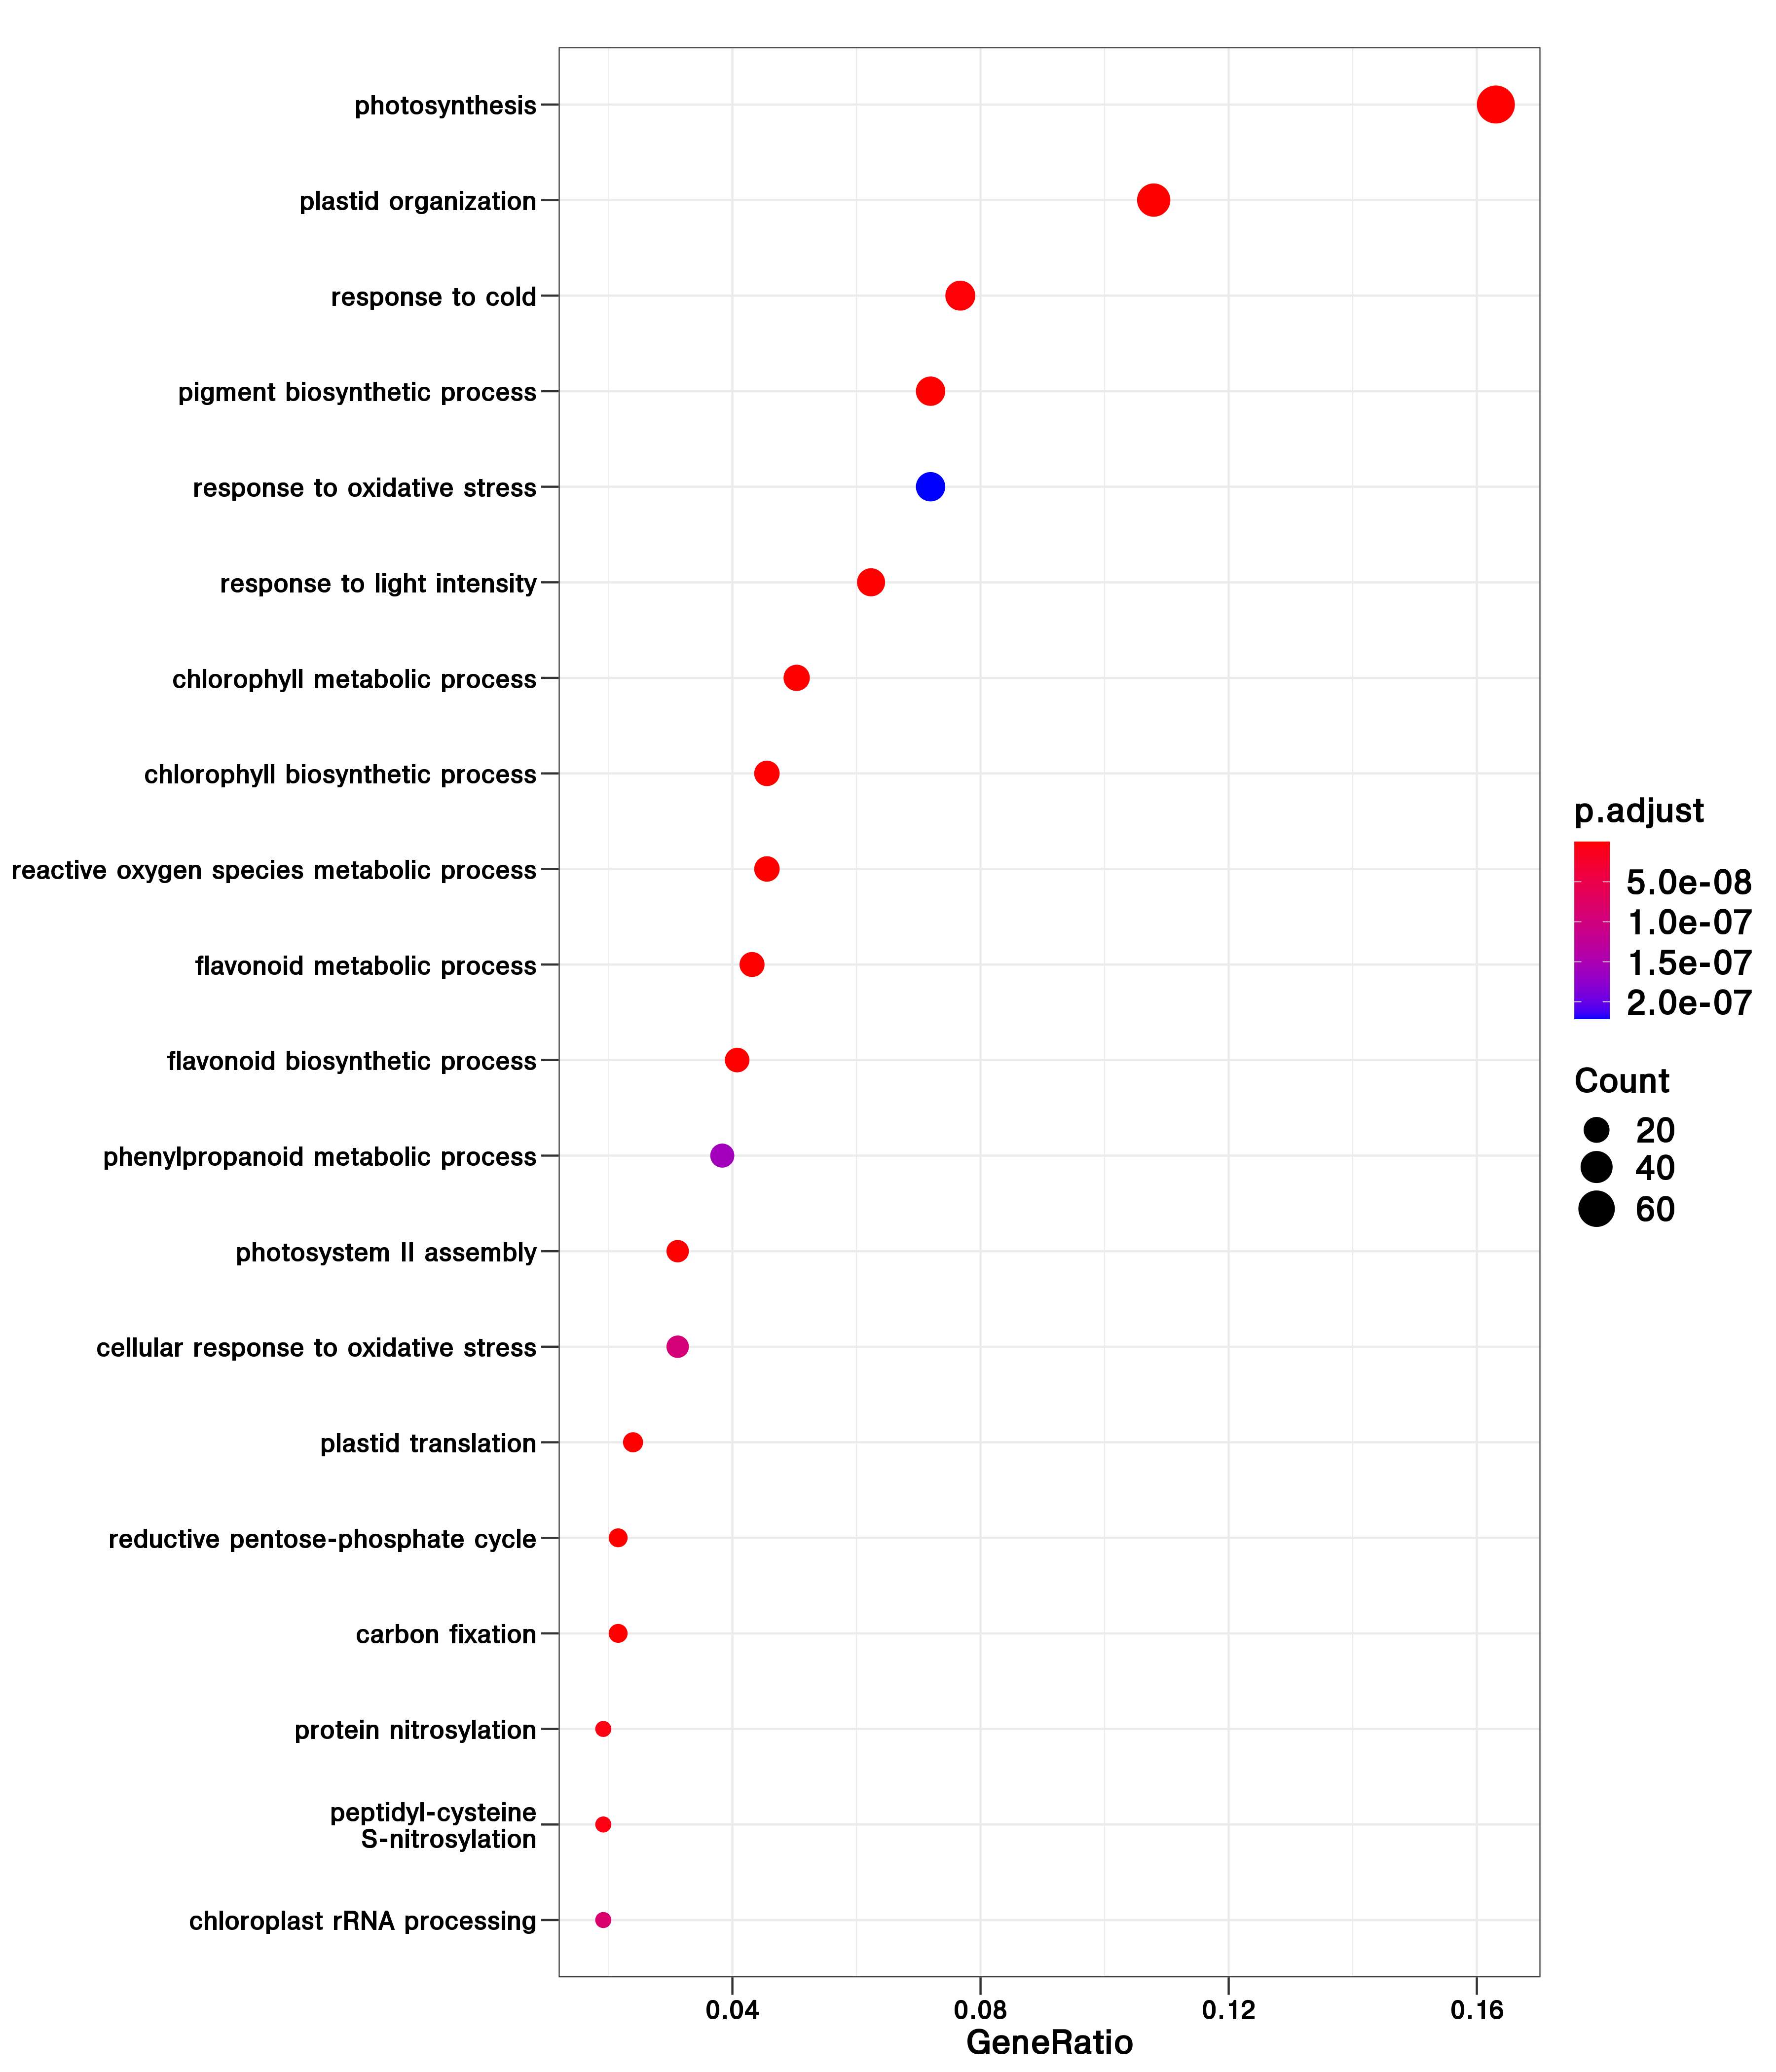 photosynthesis
plastid organization
response to cold
pigment biosynthetic process
response to oxidative stress
response to light intensity
chlorophyll metabolic process
chlorophyll biosynthetic process
reactive oxygen species metabolic process
flavonoid metabolic process
flavonoid biosynthetic process
phenylpropanoid metabolic process
photosystem II assembly
cellular response to oxidative stress
plastid translation
reductive pentose-phosphate cycle
carbon fixation
protein nitrosylation
peptidyl-cysteine
S-nitrosylation
chloroplast rRNA processing
0.04
0.08
0.12
0.16
GeneRatio
p.adjust
5.0e-08
1.0e-07
1.5e-07
2.0e-07
Count
20
40
60